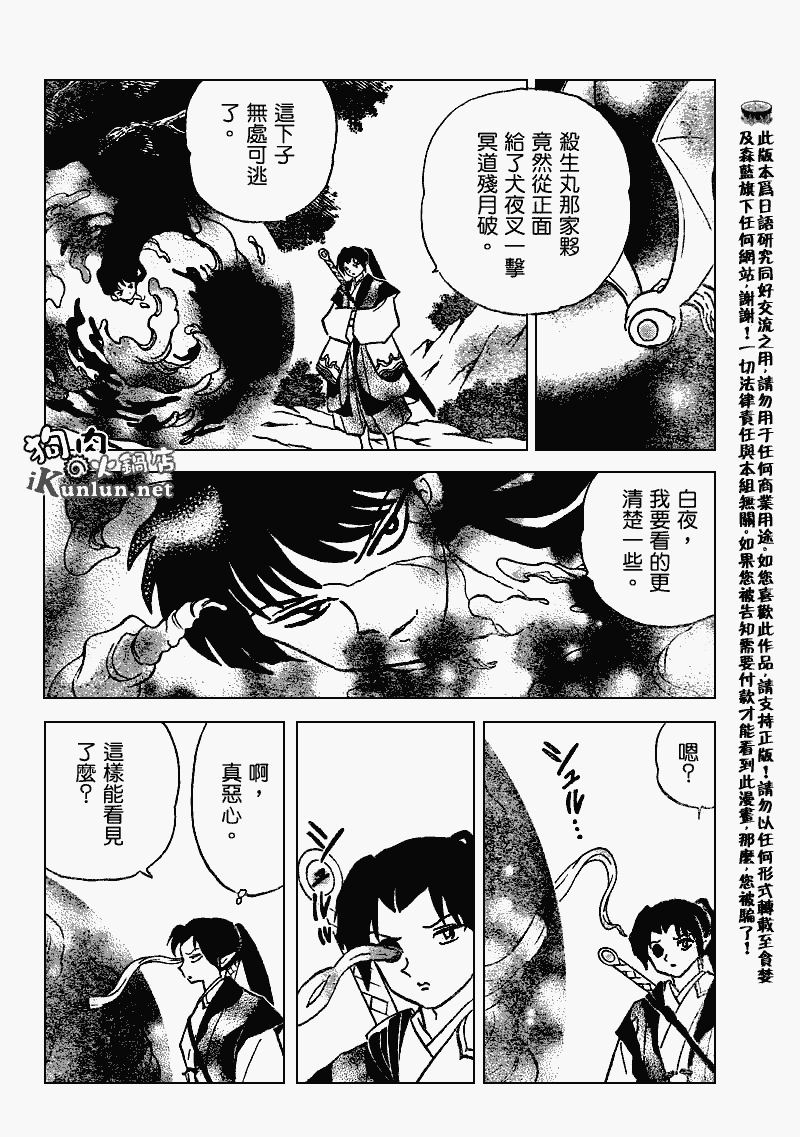 殺生丸那家夥
竟然從正面
給了犬夜叉一擊
冥道殘月破。
這下子
無處可逃
了。
白夜，
我要看的更
清楚一些。
嗯？
啊，
真惡心。
這樣能看見
了麼？
此版本爲日語研究同好交流之用，請勿用于任何商業用途。如您喜歡此作品，請支持正版！請勿以任何形式轉載至食夢
及森藍旗下任何網站，謝謝！一切法律責任與本組無關。如果您被告知需要付款才能看到此漫畫，那麼，您被騙了！
狗肉
火鍋店
iKunlun.net